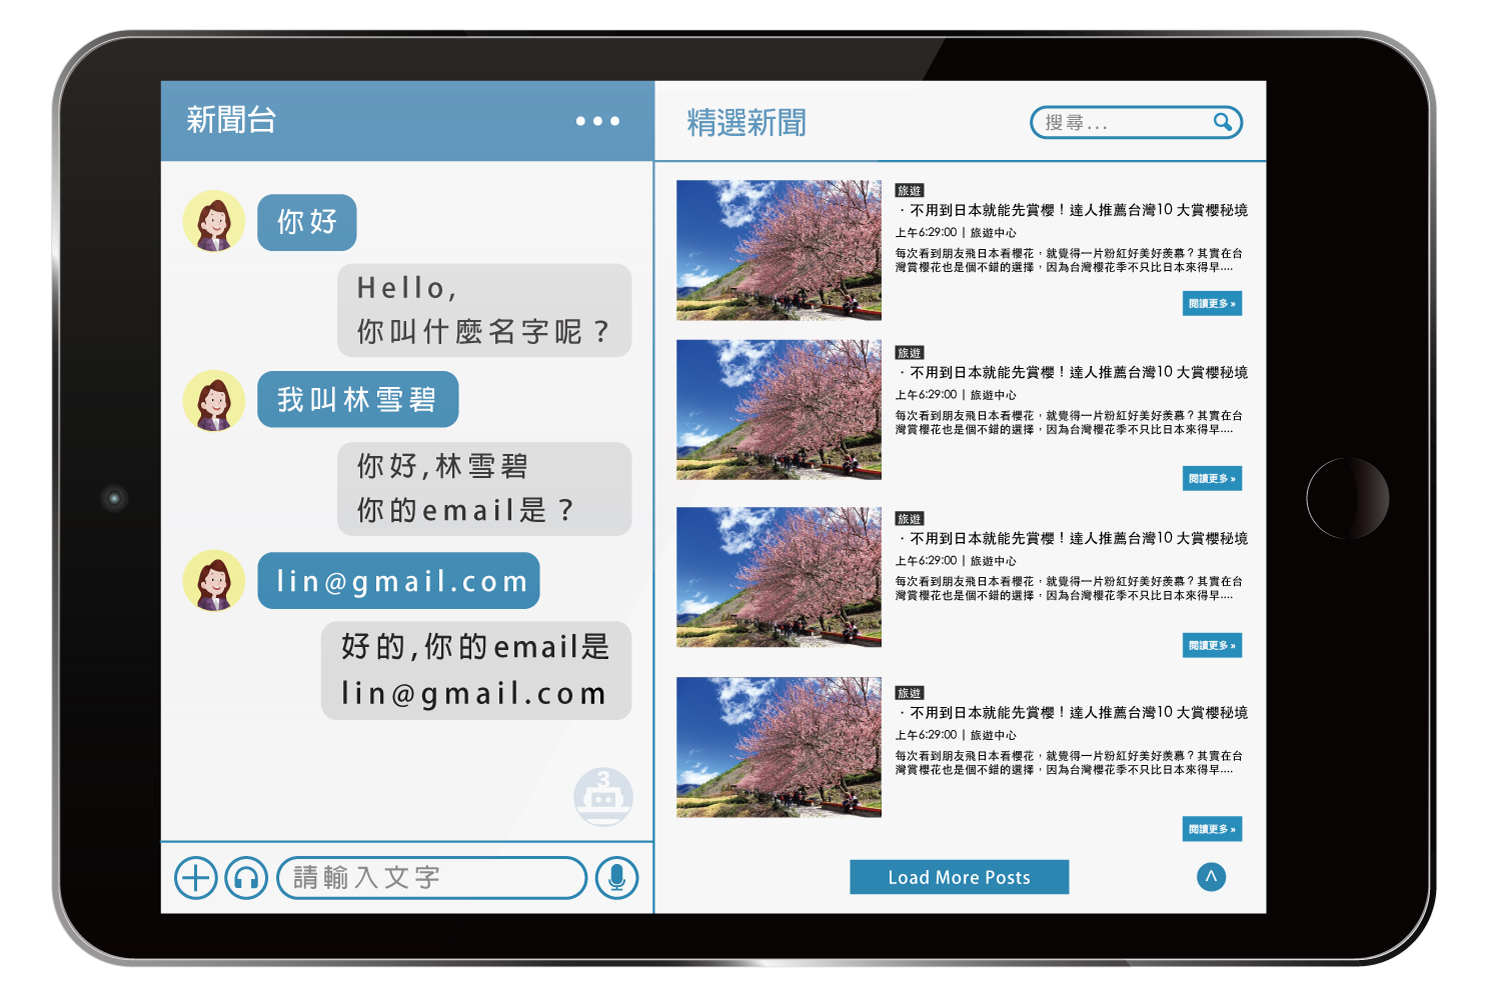 新聞台
你好
Hello,
你叫什麼名字呢？
我叫林雪碧
你好,林雪碧
你的email是？
lin@gmail.com
好的,你的email是
lin@gmail.com
3
請輸入文字
精選新聞
搜尋...
旅遊
．不用到日本就能先賞櫻！達人推薦台灣10 大賞櫻秘境
上午6:29:00 | 旅遊中心
每次看到朋友飛日本看櫻花，就覺得一片粉紅好美好羨慕？其實在台
灣賞櫻花也是個不錯的選擇，因為台灣櫻花季不只比日本來得早....
閱讀更多 »
旅遊
．不用到日本就能先賞櫻！達人推薦台灣10 大賞櫻秘境
上午6:29:00 | 旅遊中心
每次看到朋友飛日本看櫻花，就覺得一片粉紅好美好羨慕？其實在台
灣賞櫻花也是個不錯的選擇，因為台灣櫻花季不只比日本來得早....
閱讀更多 »
旅遊
．不用到日本就能先賞櫻！達人推薦台灣10 大賞櫻秘境
上午6:29:00 | 旅遊中心
每次看到朋友飛日本看櫻花，就覺得一片粉紅好美好羨慕？其實在台
灣賞櫻花也是個不錯的選擇，因為台灣櫻花季不只比日本來得早....
閱讀更多 »
旅遊
．不用到日本就能先賞櫻！達人推薦台灣10 大賞櫻秘境
上午6:29:00 | 旅遊中心
每次看到朋友飛日本看櫻花，就覺得一片粉紅好美好羨慕？其實在台
灣賞櫻花也是個不錯的選擇，因為台灣櫻花季不只比日本來得早....
閱讀更多 »
Load More Posts